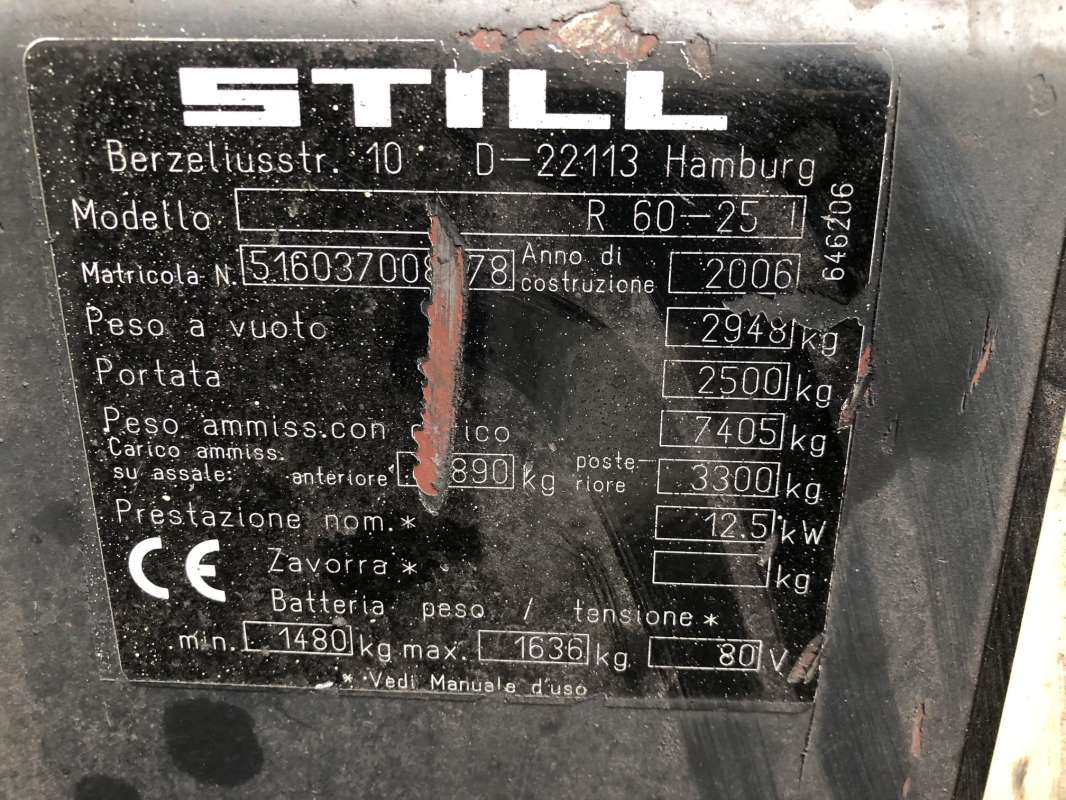 STILL
Berzeliusstr. 10 D-22113 Hamburg
Modello R 60-25 I
Matricola N. Anno di costruzione 2006
Peso a vuoto 2948 kg
Portata 2500 kg
Peso ammiss.con 7405 kg
Carico ammiss. su assale: anteriore kg poste- riore 3300 kg
Prestazione nom.* 12.5 kW
CE Zavorra * kg
Batteria peso / tensione *
min. 1480 kg max. 1636 kg 80 V
* Vedi Manuale d'uso
646206